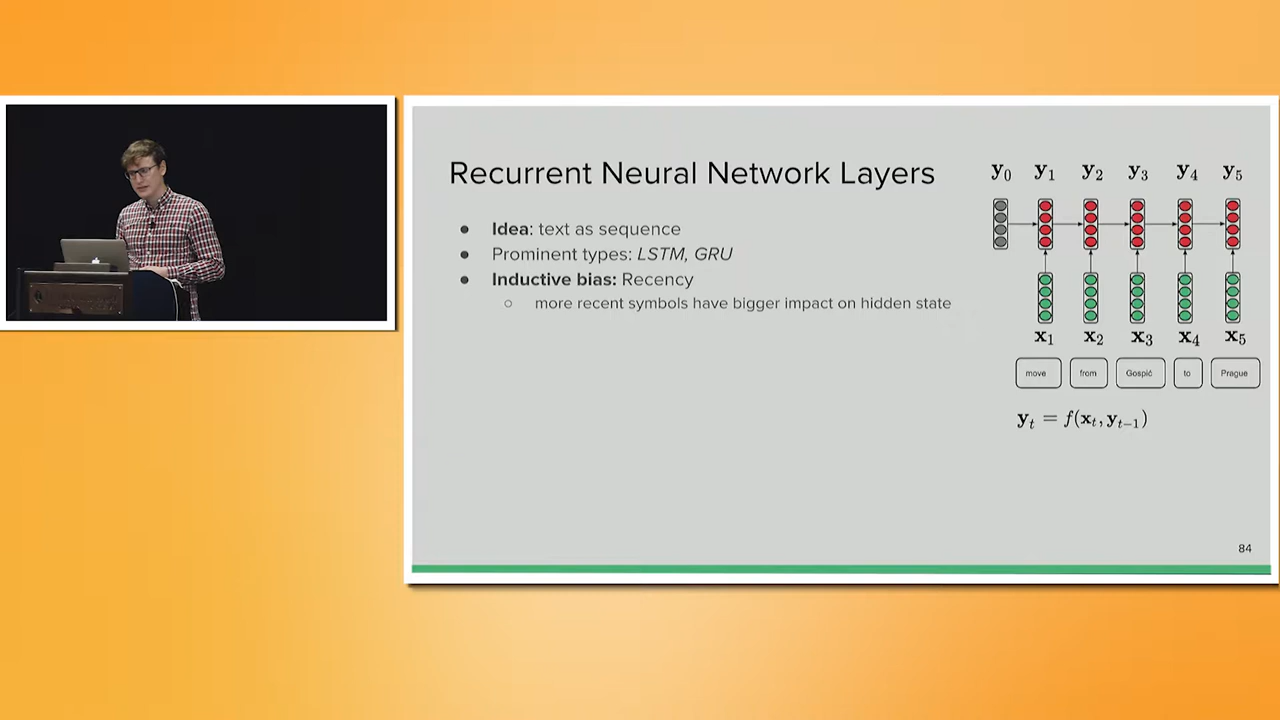 Recurrent Neural Network Layers
● Idea: text as sequence
● Prominent types: LSTM, GRU
● Inductive bias: Recency
○ more recent symbols have bigger impact on hidden state
y₀ y₁ y₂ y₃ y₄ y₅
x₁ x₂ x₃ x₄ x₅
move from Gospić to Prague
yₜ = f(xₜ, yₜ₋₁)
84